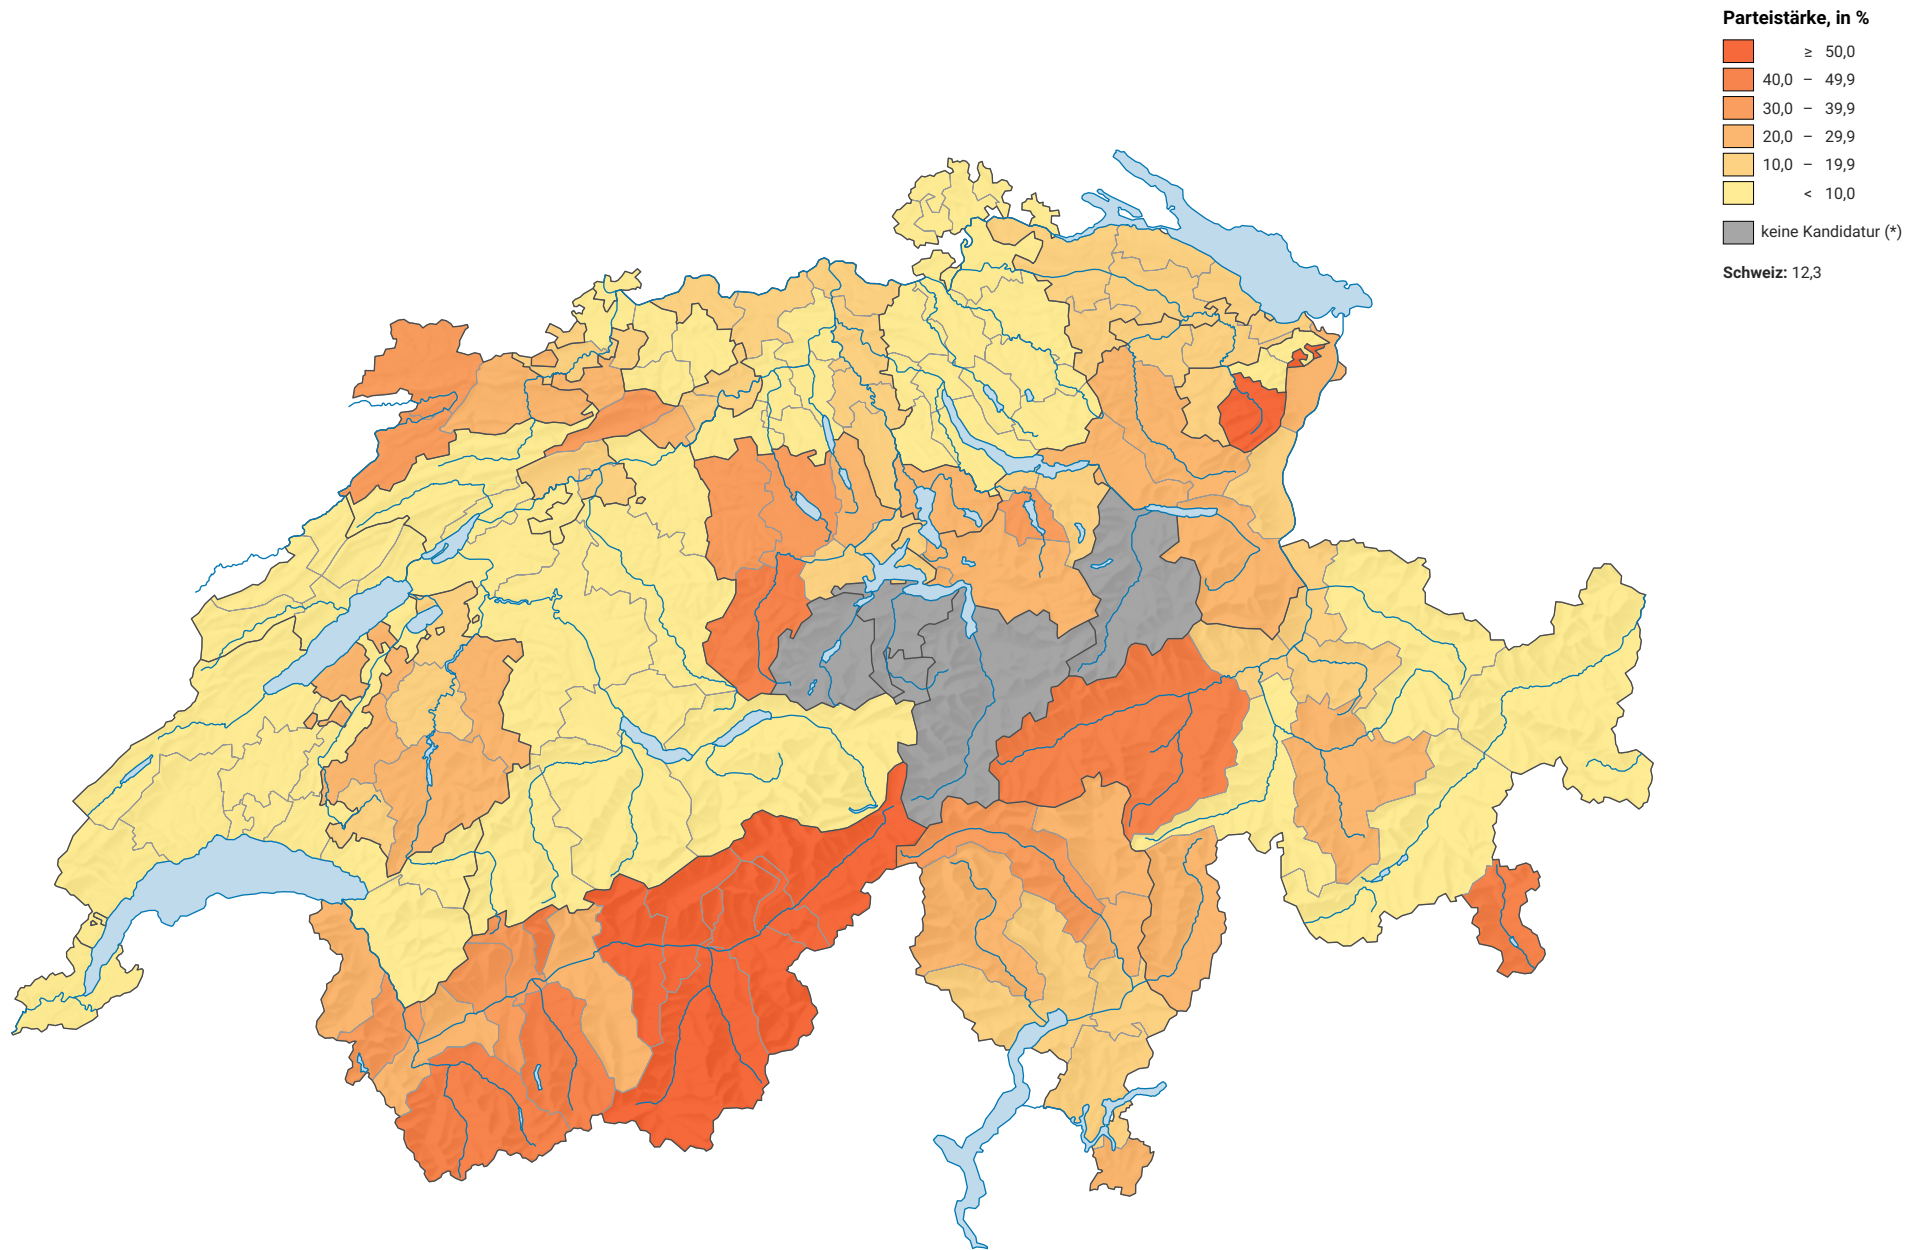 Parteistärke, in %
≥ 50,0
40,0 – 49,9
30,0 – 39,9
20,0 – 29,9
10,0 – 19,9
< 10,0
keine Kandidatur (*)
Schweiz: 12,3